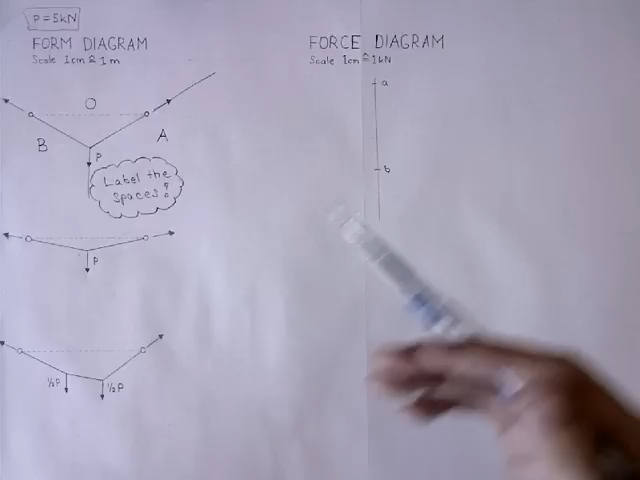 P = 5kN
FORM DIAGRAM
Scale 1cm ≙ 1m
FORCE DIAGRAM
Scale 1cm ≙ 1kN
a
O
B
A
P
Label the
spaces!
b
P
½P
½P